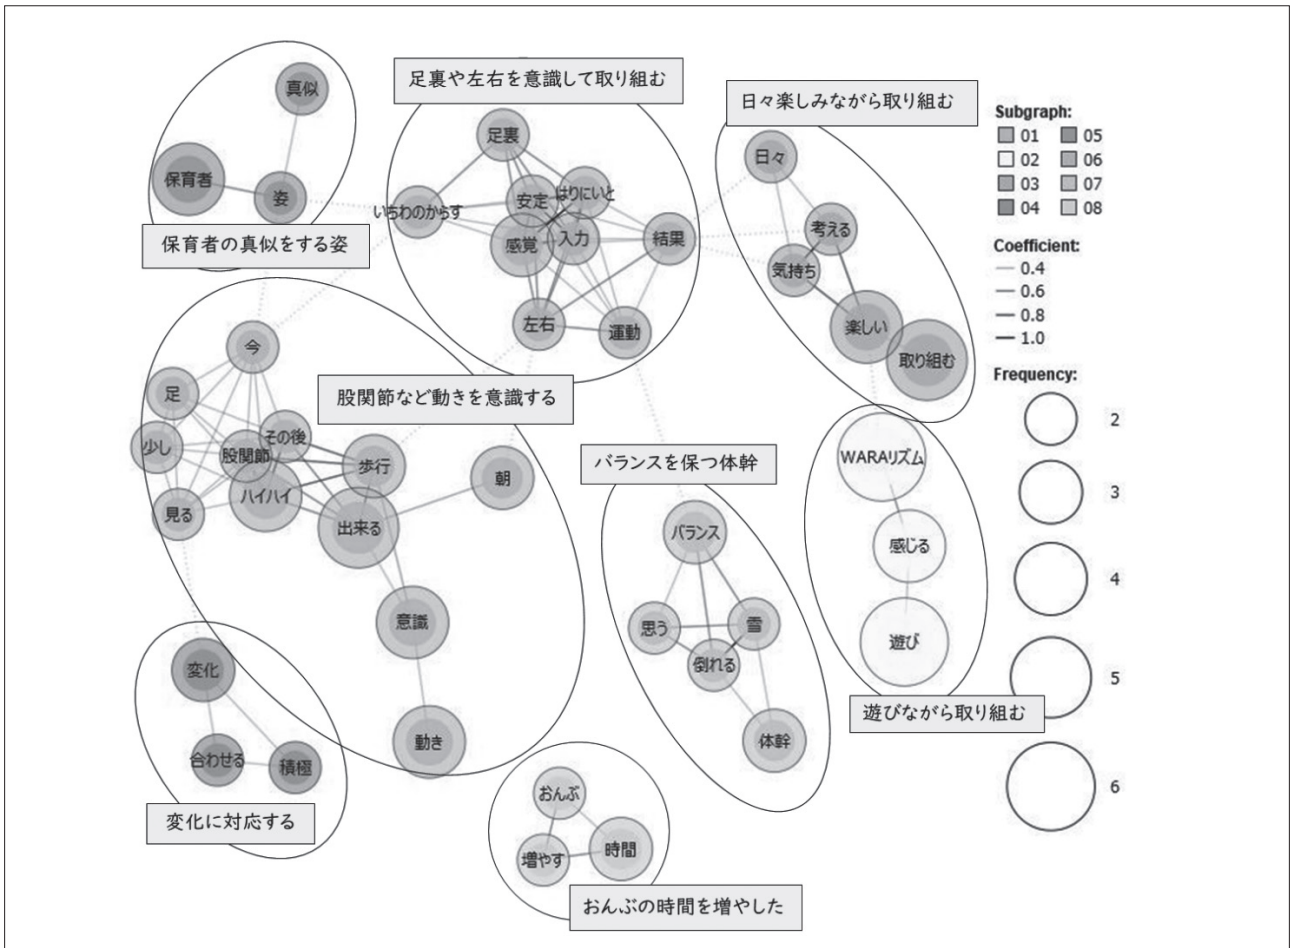 真似
保育者
姿
保育者の真似をする姿
足裏や左右を意識して取り組む
足裏
いちわのからす
安定
はりにいと
感覚
入力
結果
左右
運動
日々楽しみながら取り組む
日々
考える
気持ち
楽しい
取り組む
今
足
少し
その後
股関節
ハイハイ
見る
歩行
出来る
朝
意識
動き
股関節など動きを意識する
バランスを保つ体幹
バランス
思う
雪
倒れる
体幹
WARAリズム
感じる
遊び
遊びながら取り組む
変化
合わせる
積極
変化に対応する
おんぶ
増やす
時間
おんぶの時間を増やした
Subgraph:
01 05
02 06
03 07
04 08
Coefficient:
0.4
0.6
0.8
1.0
Frequency:
2
3
4
5
6